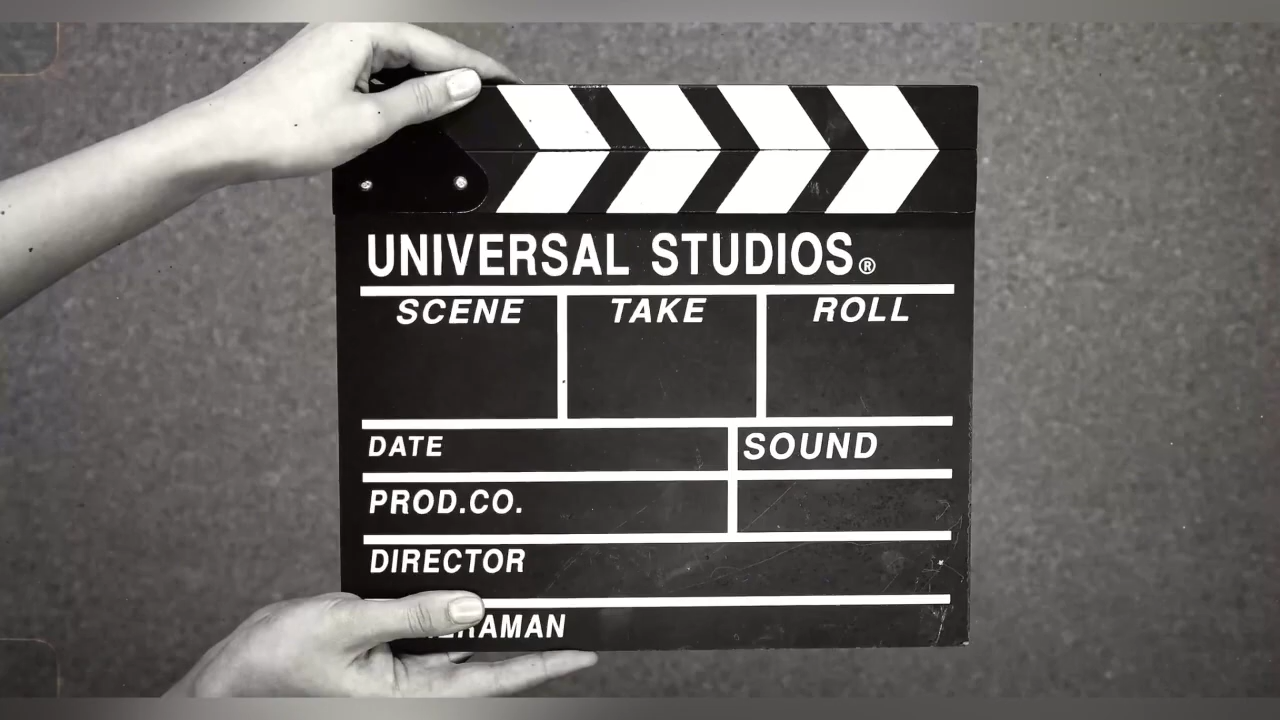 UNIVERSAL STUDIOS®
SCENE TAKE ROLL
DATE SOUND
PROD.CO.
DIRECTOR